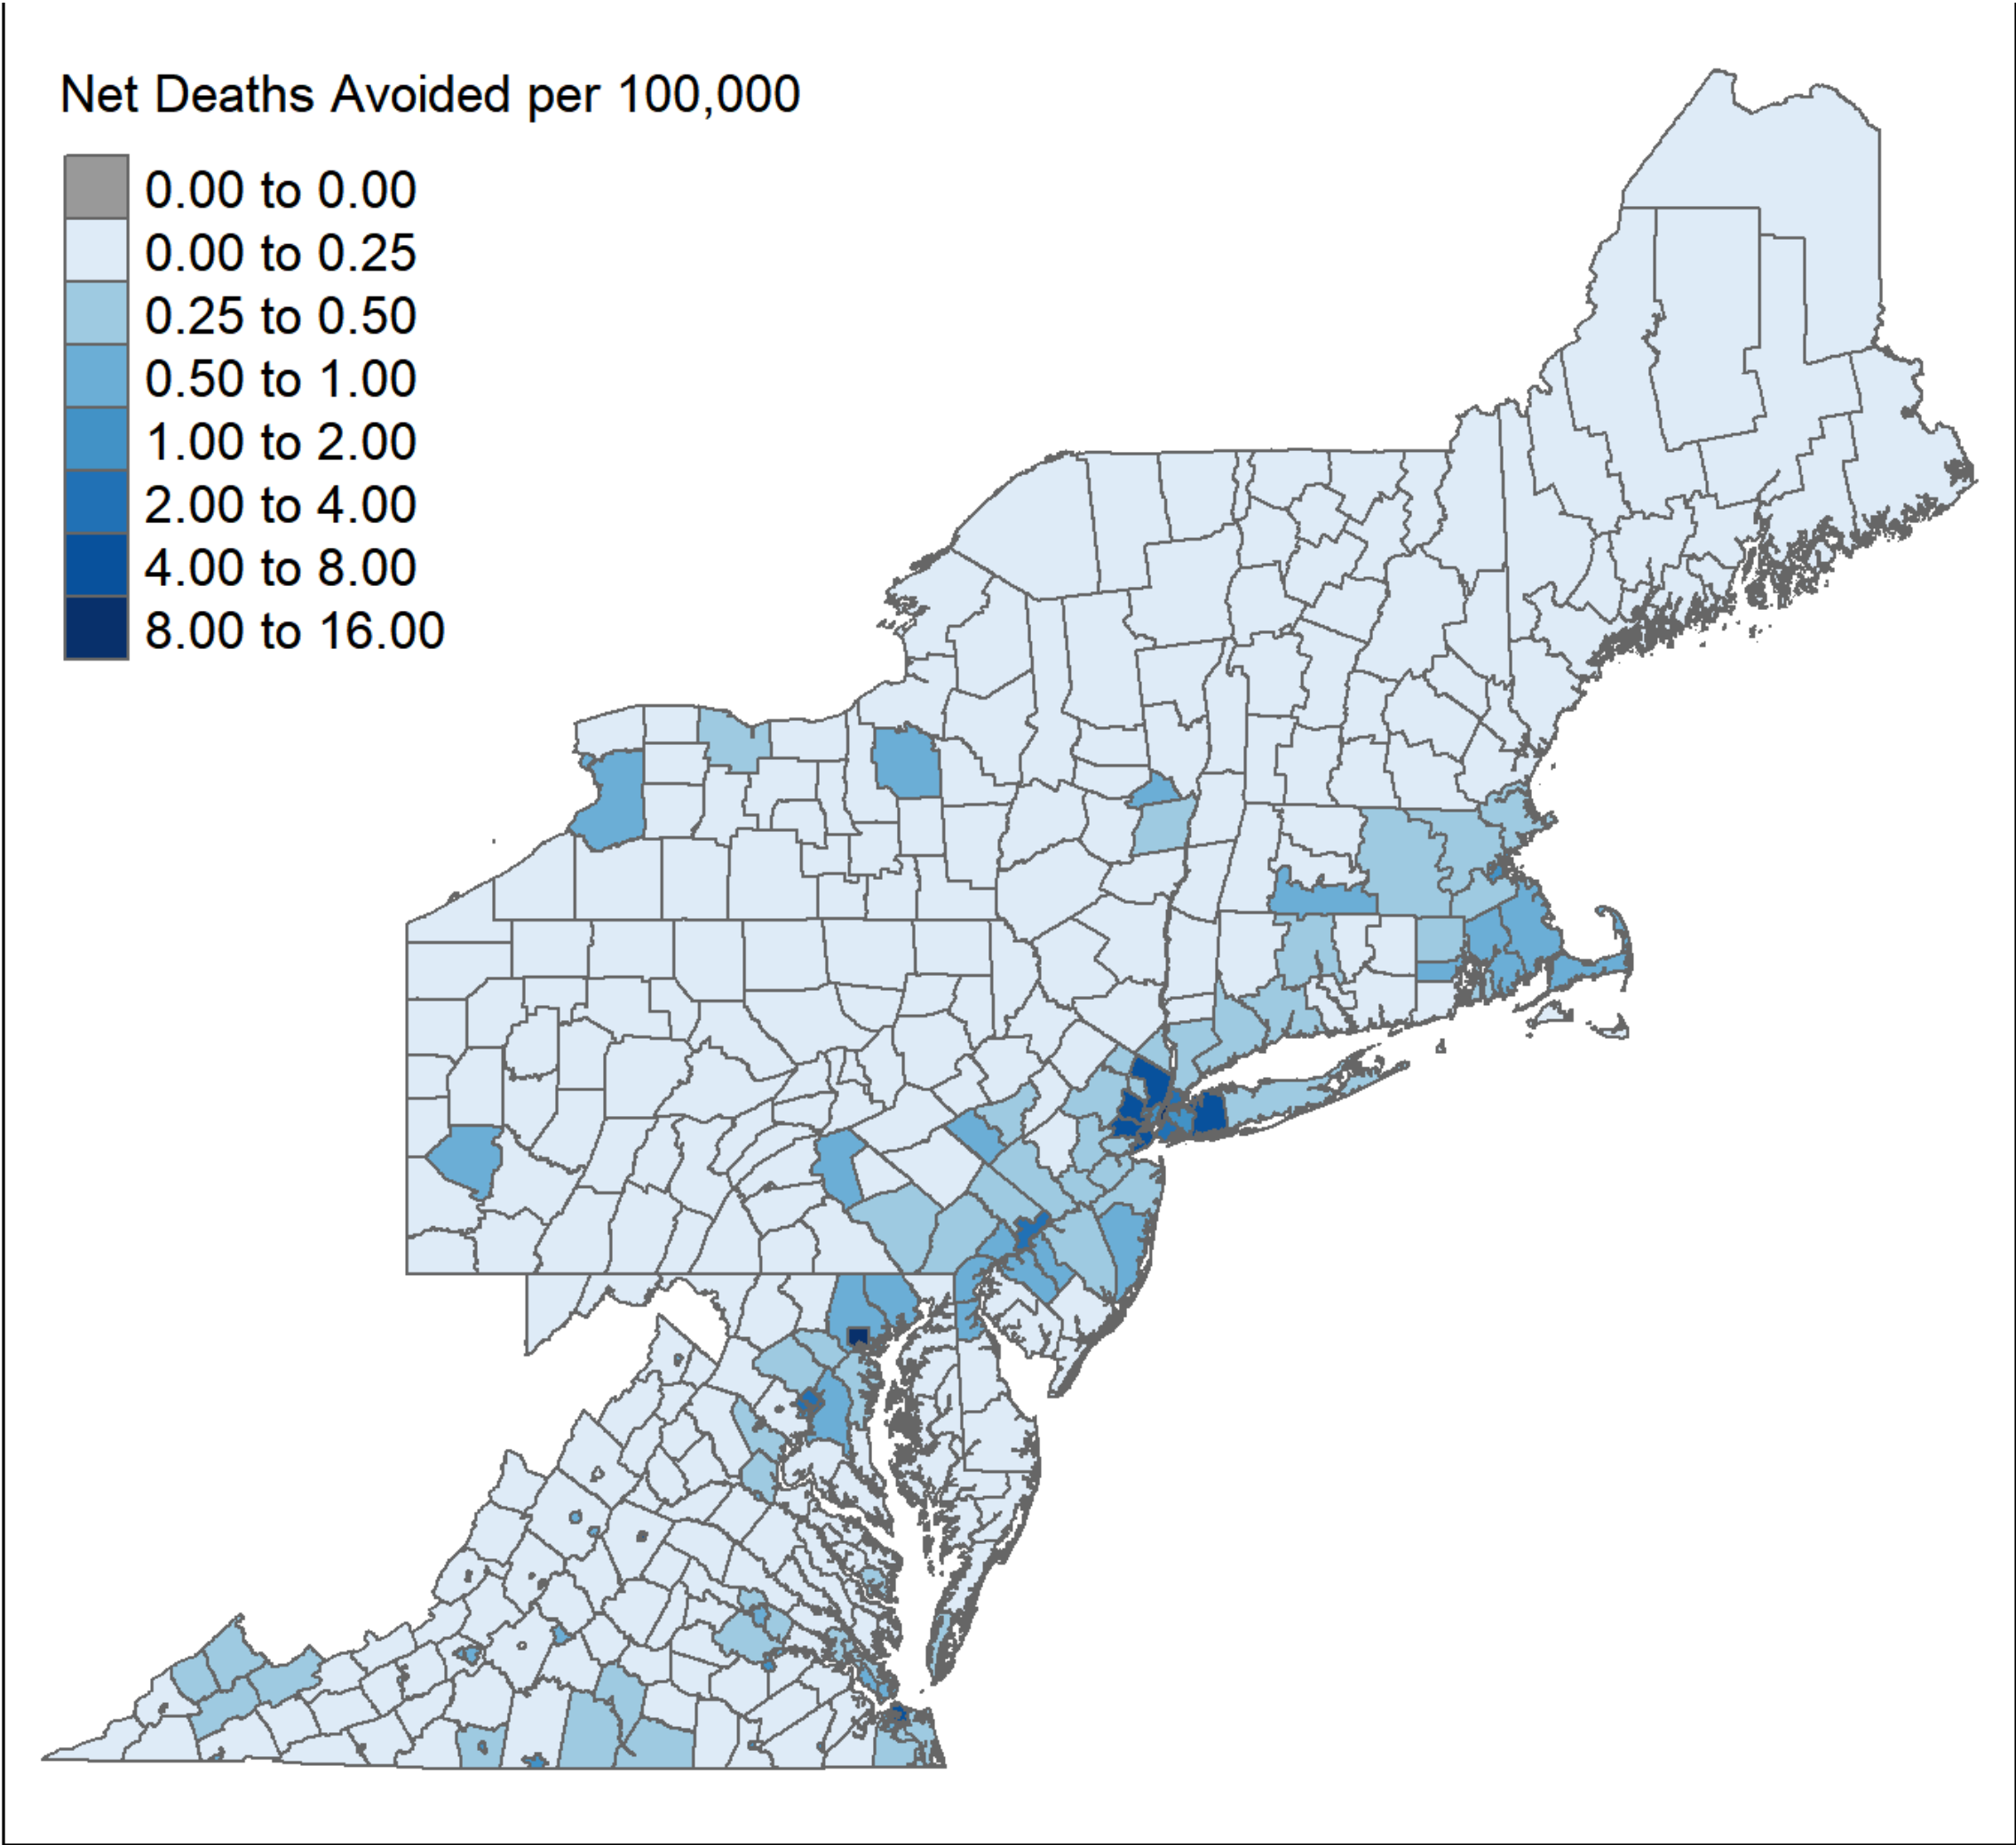 Net Deaths Avoided per 100,000
0.00 to 0.00
0.00 to 0.25
0.25 to 0.50
0.50 to 1.00
1.00 to 2.00
2.00 to 4.00
4.00 to 8.00
8.00 to 16.00